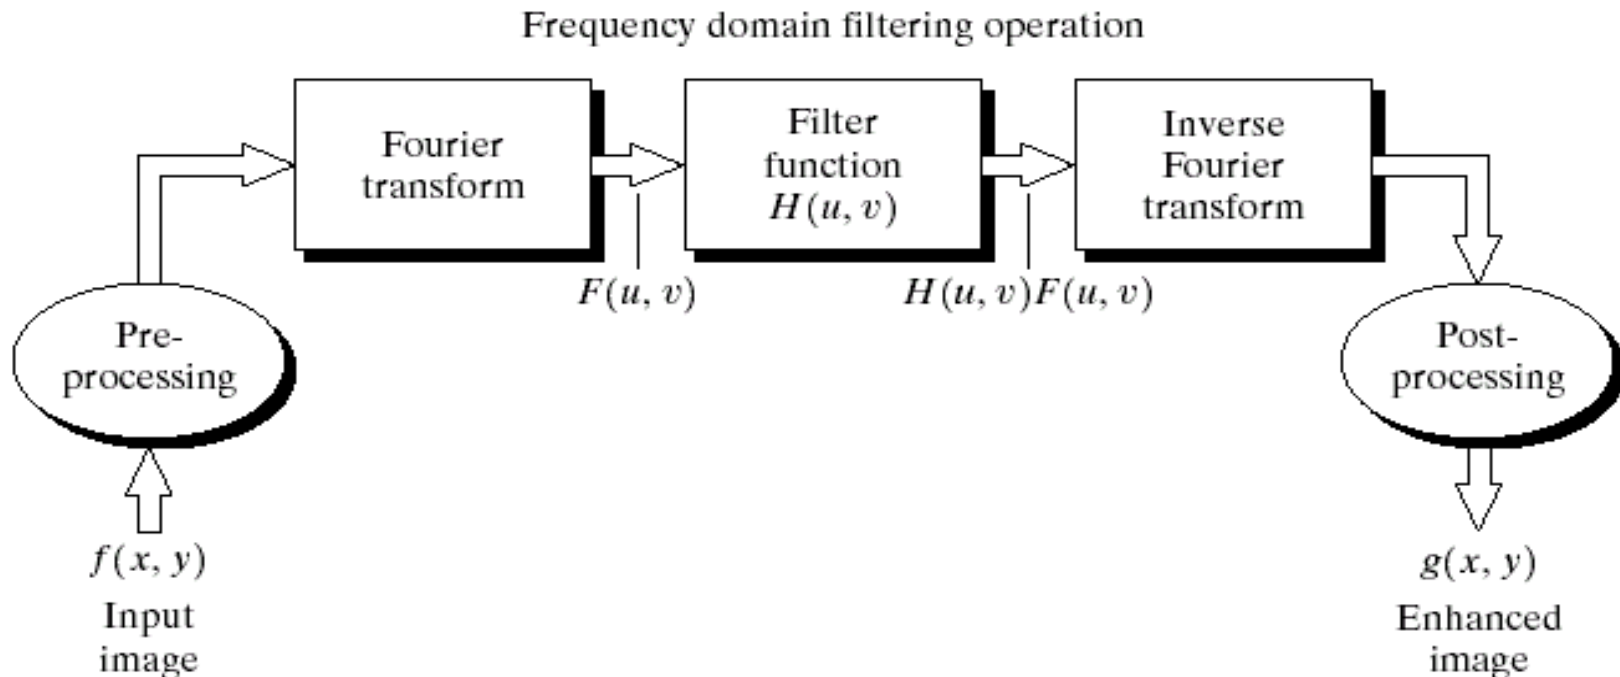 Frequency domain filtering operation
Fourier
transform
Filter
function
H(u, v)
Inverse
Fourier
transform
F(u, v)
H(u, v)F(u, v)
Pre-
processing
Post-
processing
f(x, y)
Input
image
g(x, y)
Enhanced
image